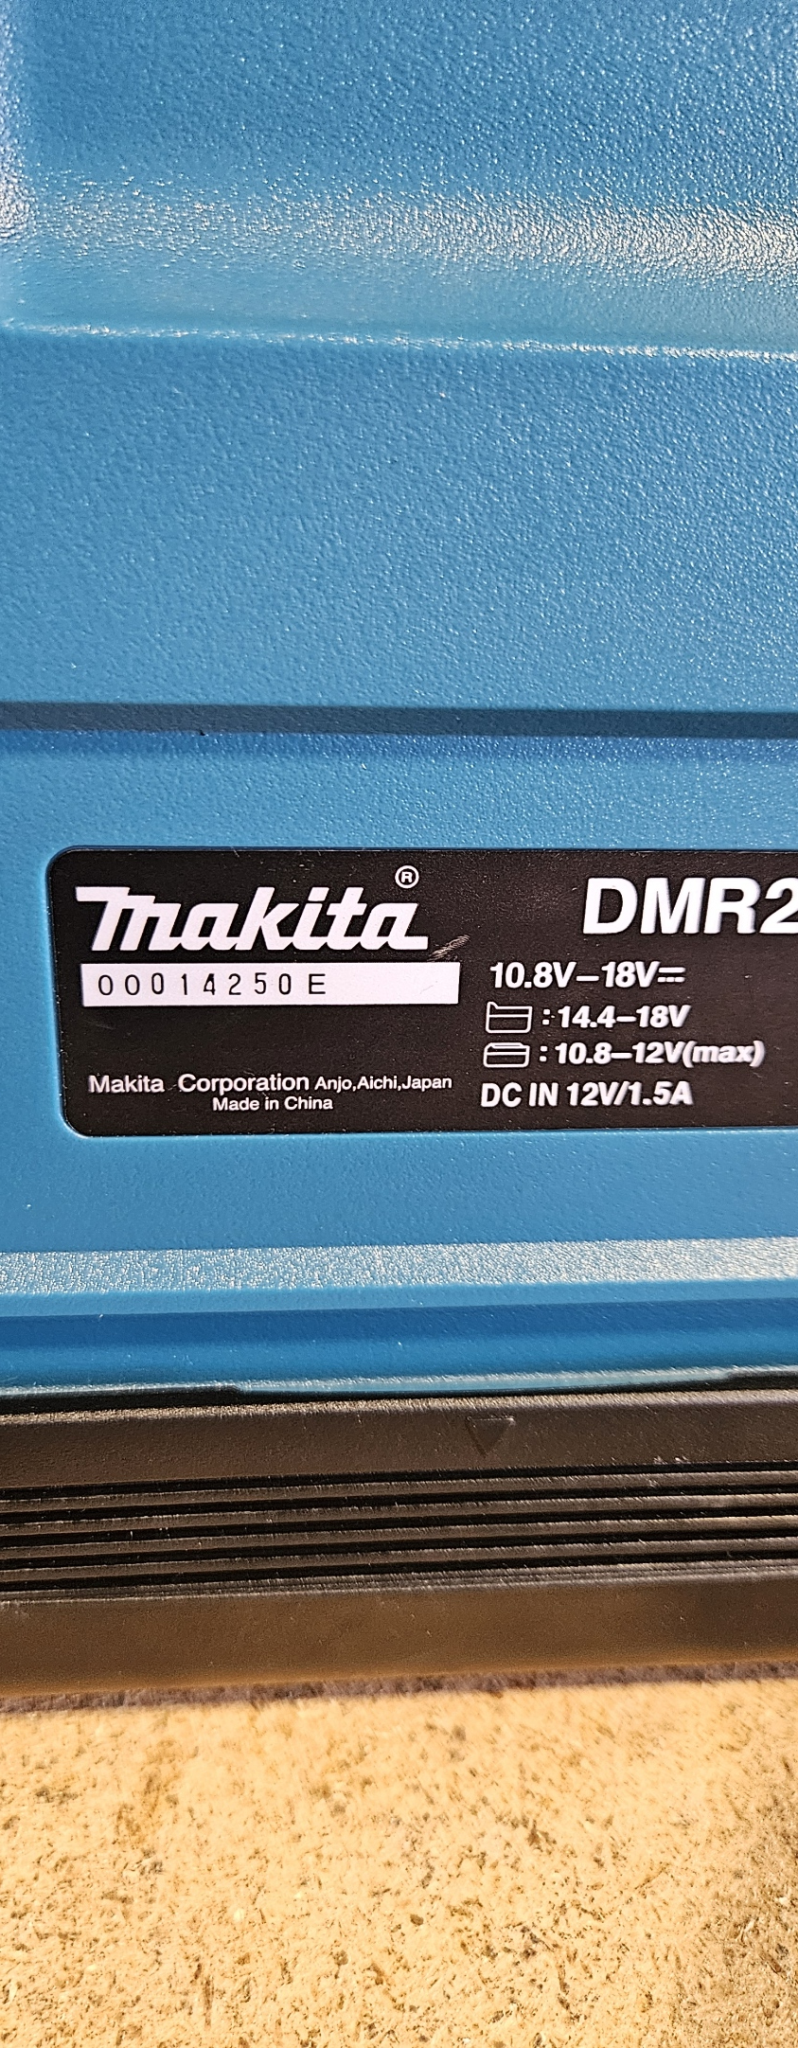 makita®
DMR2
00014250E
10.8V–18V⎓
: 14.4–18V
: 10.8–12V(max)
DC IN 12V/1.5A
Makita Corporation Anjo,Aichi,Japan
Made in China